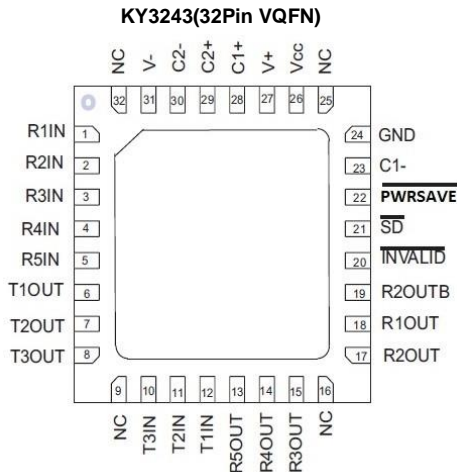 KY3243(32Pin VQFN)
NC V- C2- C2+ C1+ V+ Vcc NC
32 31 30 29 28 27 26 25
R1IN 1
R2IN 2
R3IN 3
R4IN 4
R5IN 5
T1OUT 6
T2OUT 7
T3OUT 8
24 GND
23 C1-
22 PWRSAVE
21 SD
20 INVALID
19 R2OUTB
18 R1OUT
17 R2OUT
9 10 11 12 13 14 15 16
NC T3IN T2IN T1IN R5OUT R4OUT R3OUT NC